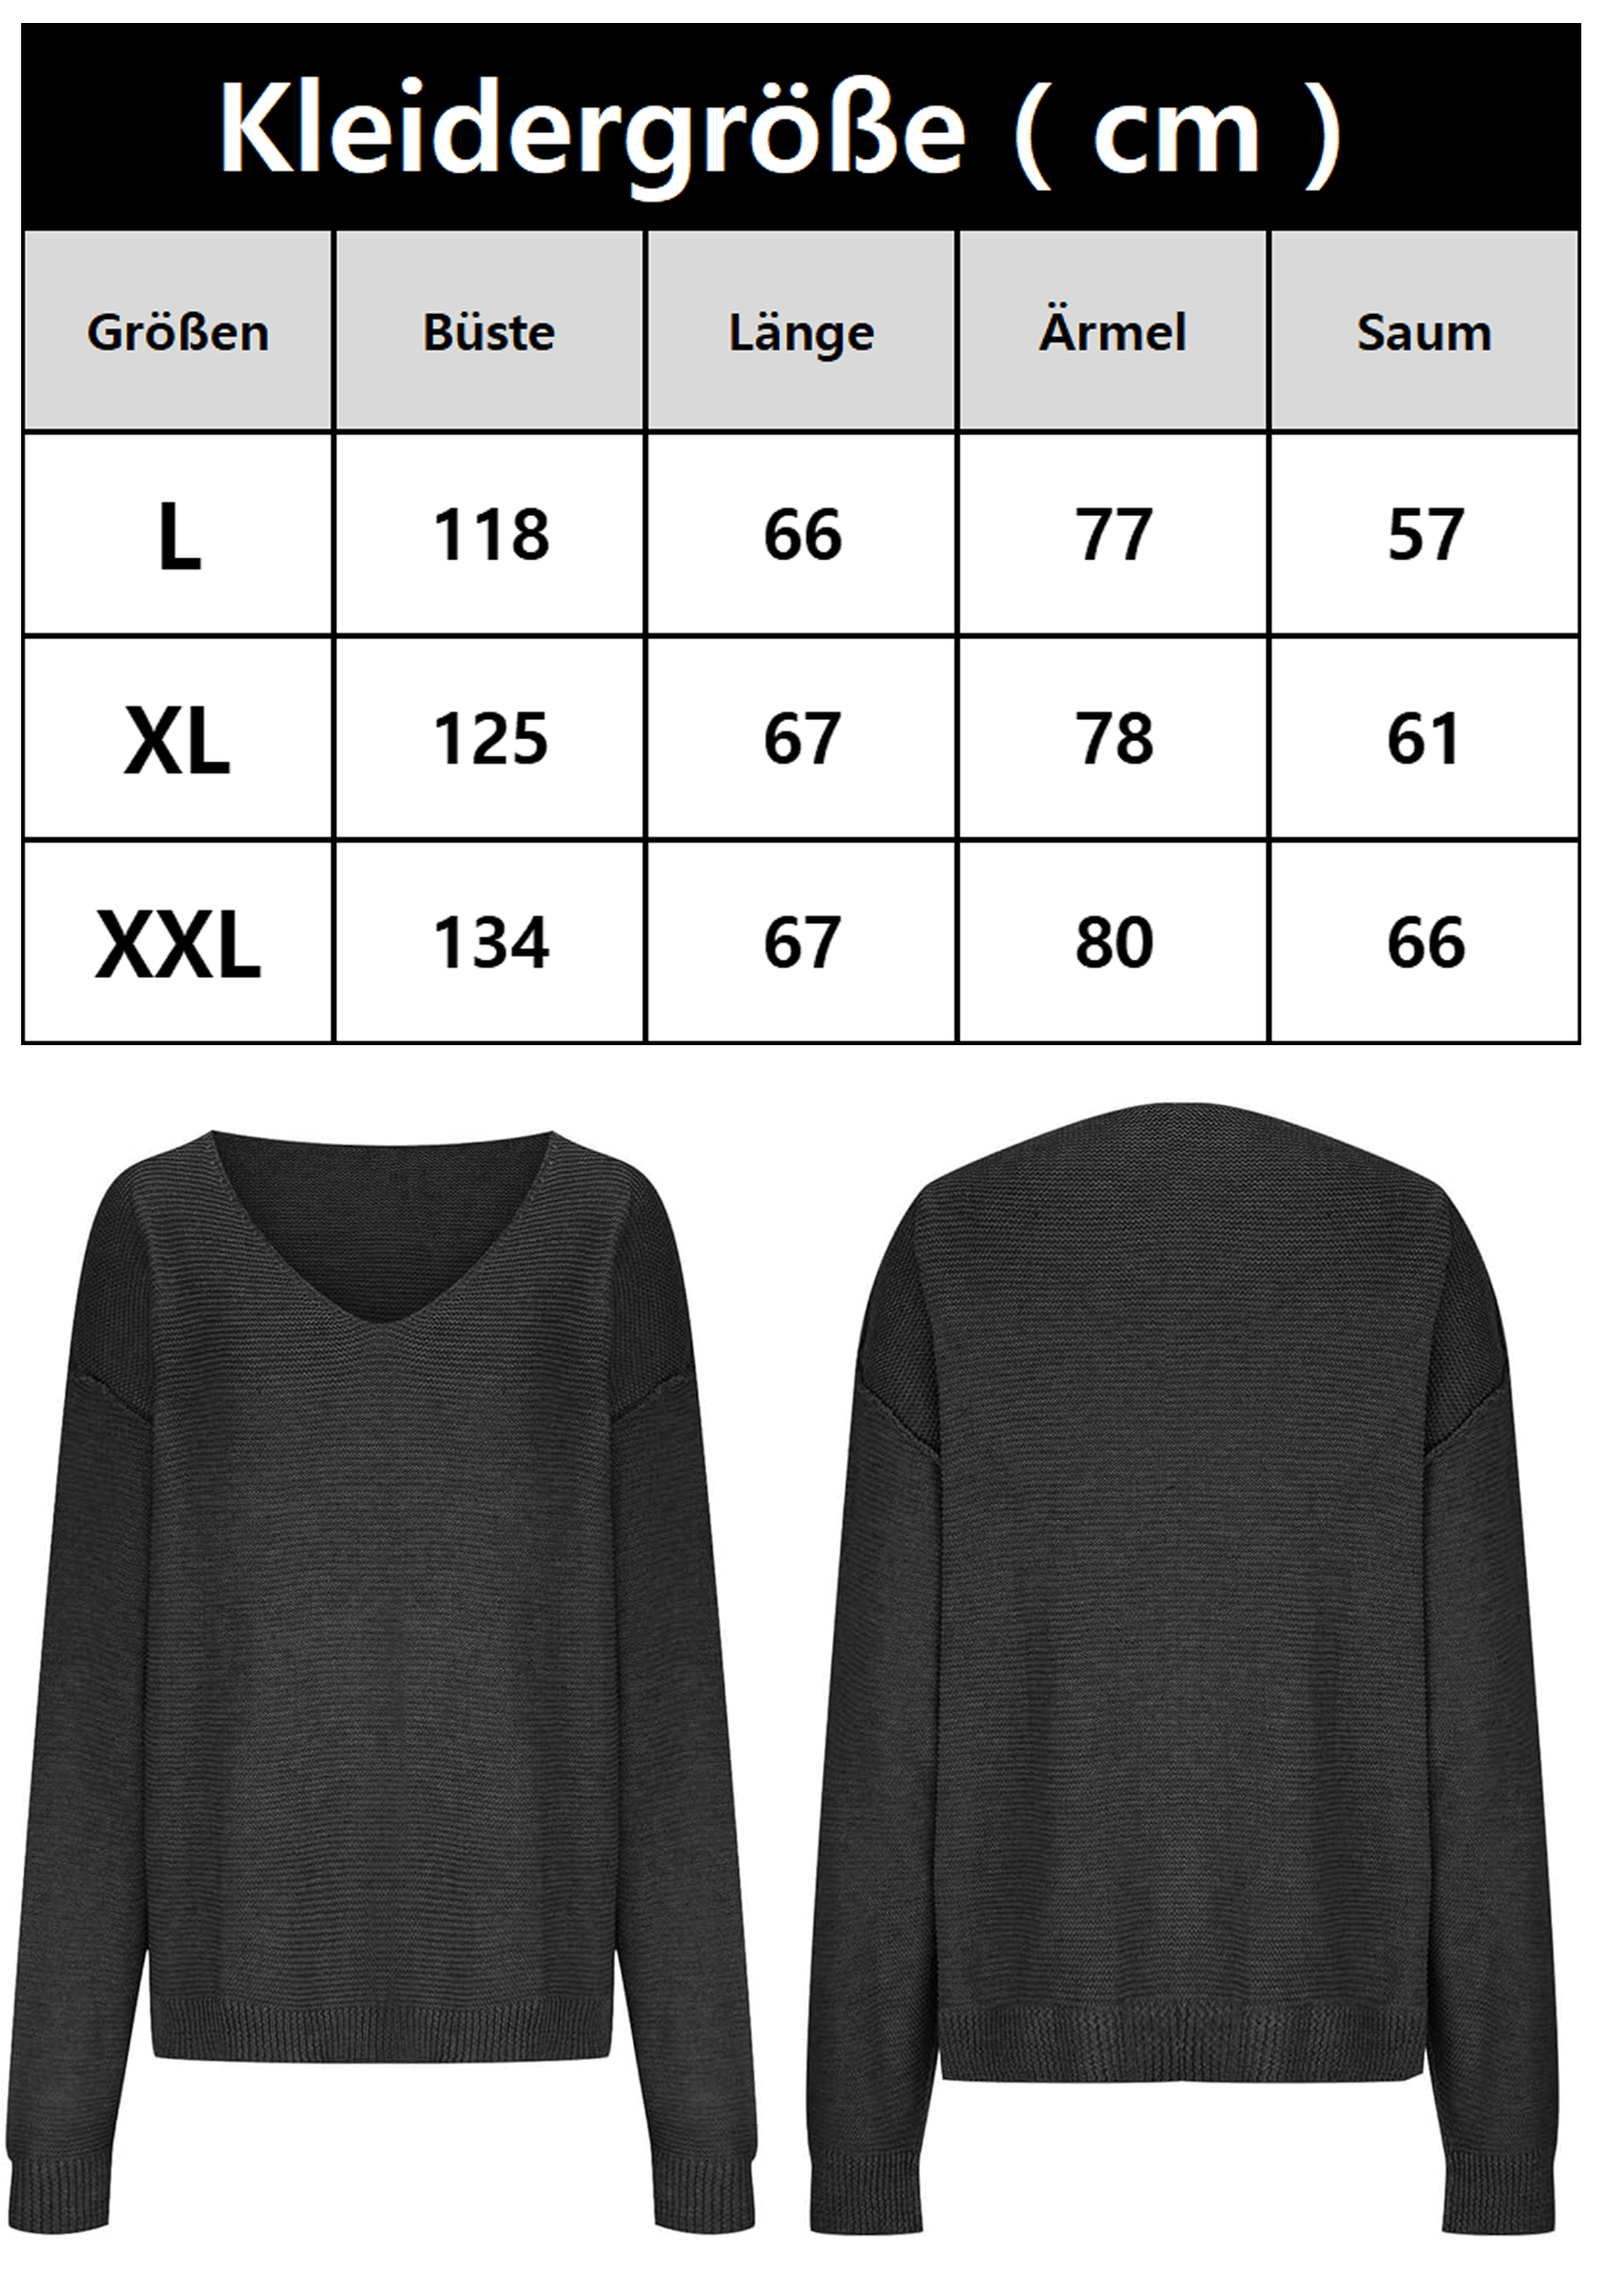 Kleidergröße ( cm )
Größen Büste Länge Ärmel Saum
L 118 66 77 57
XL 125 67 78 61
XXL 134 67 80 66